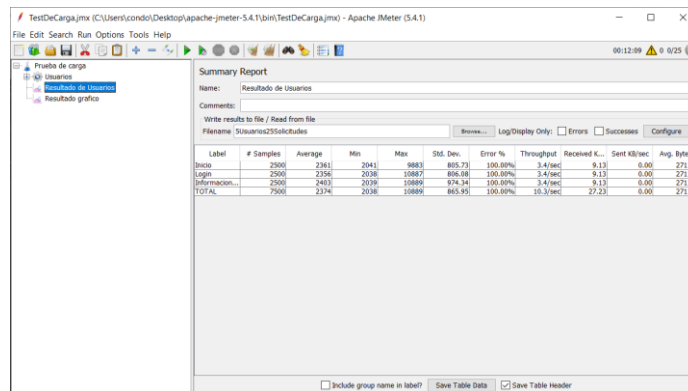 TestDeCarga.jmx (C:\Users\condo\Desktop\apache-jmeter-5.4.1\bin\TestDeCarga.jmx) - Apache JMeter (5.4.1)
File Edit Search Run Options Tools Help
00:12:09 0 0/25
Prueba de carga
Usuarios
Resultado de Usuarios
Resultado grafico
Summary Report
Name: Resultado de Usuarios
Comments:
Write results to file / Read from file
Filename 5Usuarios25Solicitudes Browse... Log/Display Only: Errors Successes Configure
Label # Samples Average Min Max Std. Dev. Error % Throughput Received K... Sent KB/sec Avg. Byte
Inicio 2500 2361 2041 9883 805.73 100.00% 3.4/sec 9.13 0.00 271
Login 2500 2356 2038 10887 806.08 100.00% 3.4/sec 9.13 0.00 271
Informacion... 2500 2403 2039 10889 974.34 100.00% 3.4/sec 9.13 0.00 271
TOTAL 7500 2374 2038 10889 865.95 100.00% 10.3/sec 27.23 0.00 271
Include group name in label? Save Table Data Save Table Header